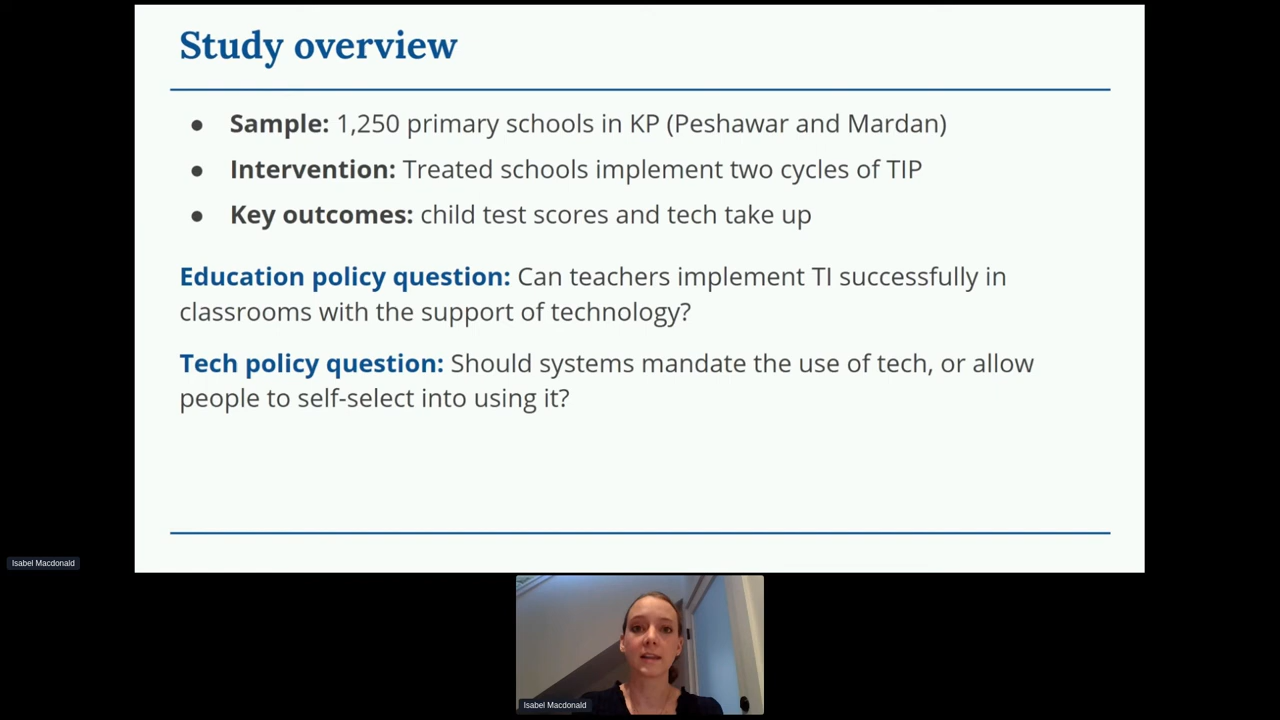 Study overview
● Sample: 1,250 primary schools in KP (Peshawar and Mardan)
● Intervention: Treated schools implement two cycles of TIP
● Key outcomes: child test scores and tech take up
Education policy question: Can teachers implement TI successfully in
classrooms with the support of technology?
Tech policy question: Should systems mandate the use of tech, or allow
people to self-select into using it?
Isabel Macdonald
Isabel Macdonald